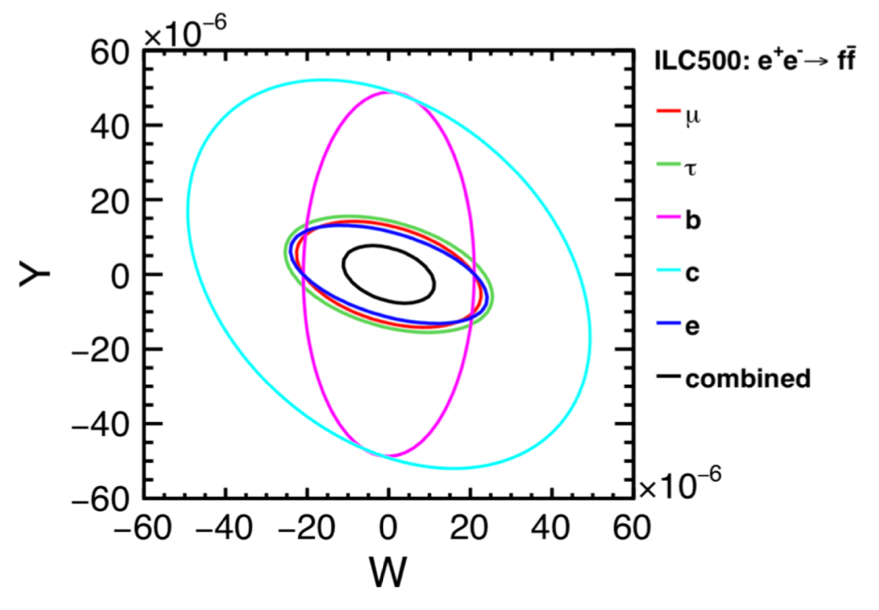 ×10⁻⁶
60
40
20
0
−20
−40
−60
Y
−60 −40 −20 0 20 40 60
×10⁻⁶
W
ILC500: e⁺e⁻→ ff̄
μ
τ
b
c
e
combined